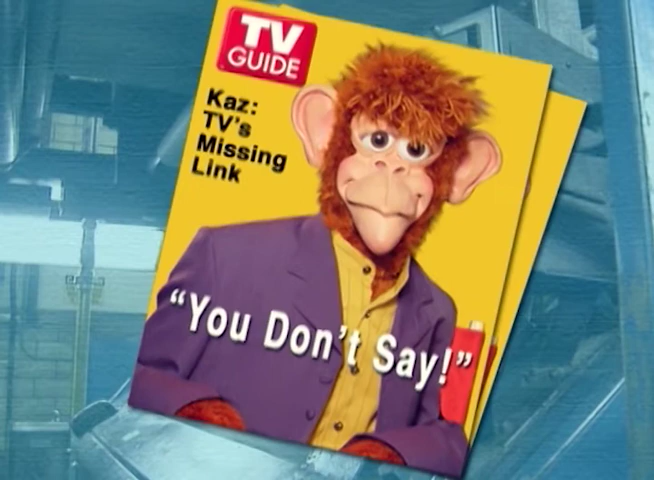 TV
GUIDE
Kaz:
TV's
Missing
Link
"You Don't Say!"